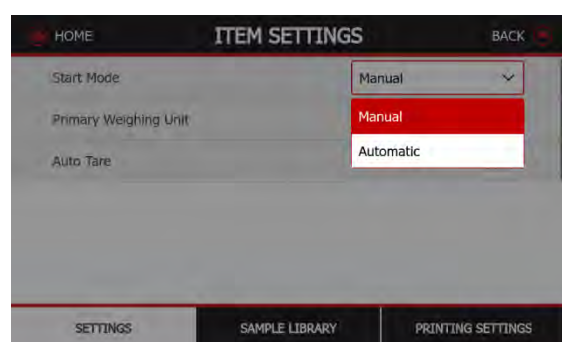 HOME ITEM SETTINGS BACK
Start Mode Manual
Primary Weighing Unit Manual
Auto Tare Automatic
SETTINGS SAMPLE LIBRARY PRINTING SETTINGS